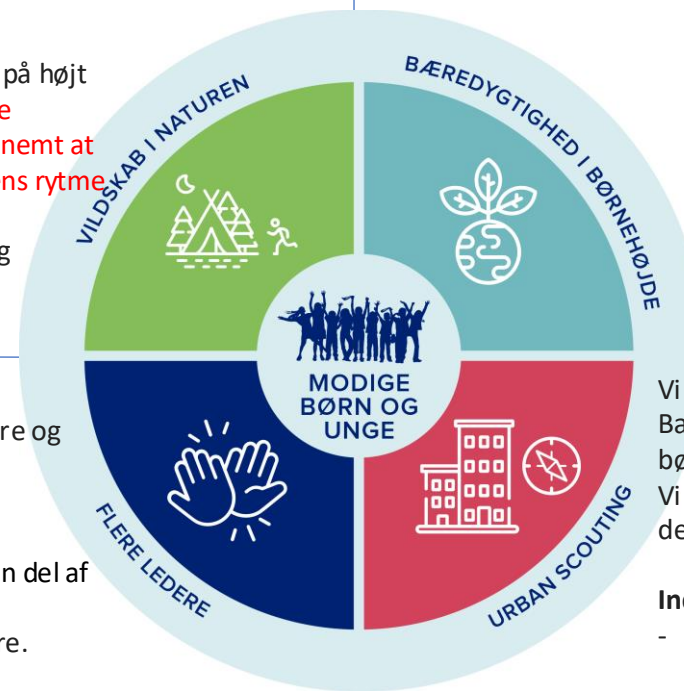 på højt
e
nemt at
ens rytme
g
re og
n del af
re.
VILDSKAB I NATUREN
BÆREDYGTIGHED I BØRNEHØJDE
MODIGE
BØRN OG
UNGE
FLERE LEDERE
URBAN SCOUTING
Vi
Ba
bø
Vi
de
In
-